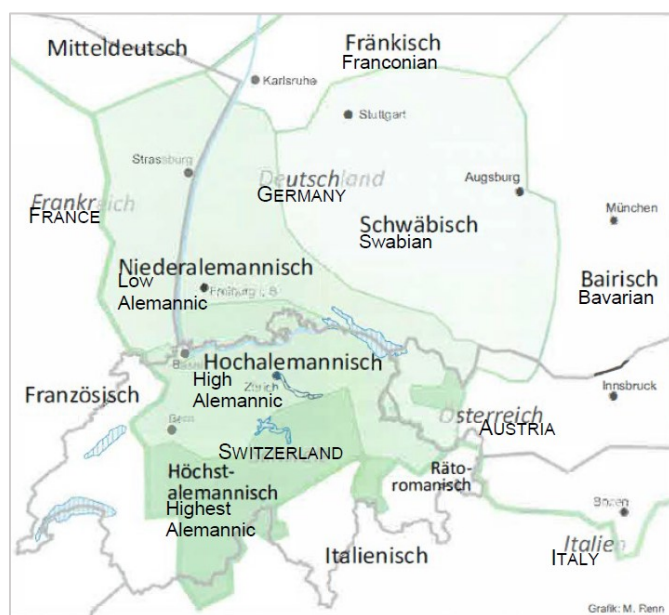 Mitteldeutsch
Fränkisch
Franconian
Karlsruhe
Stuttgart
Strassburg
Deutschland
GERMANY
Augsburg
Frankreich
FRANCE
München
Schwäbisch
Swabian
Niederalemannisch
Low
Alemannic
Freiburg i. B
Bairisch
Bavarian
Basel
Hochalemannisch
High
Alemannic
Zürich
Französisch
Innsbruck
Bern
Österreich
AUSTRIA
SWITZERLAND
Höchst-
alemannisch
Highest
Alemannic
Räto-
romanisch
Bozen
Italienisch
Italien
ITALY
Grafik: M. Renn